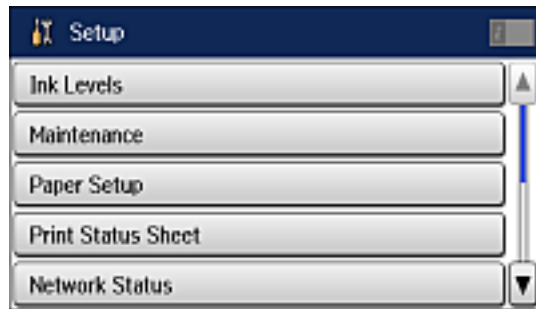 Setup
i
Ink Levels
Maintenance
Paper Setup
Print Status Sheet
Network Status